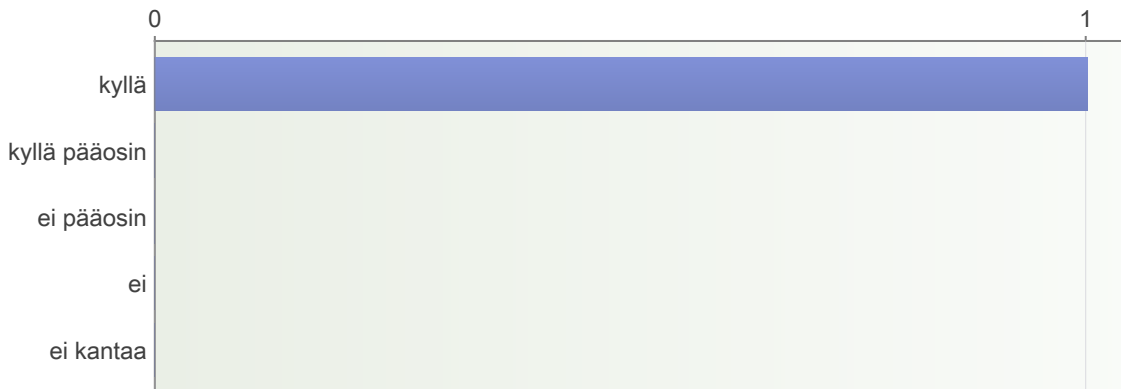 0 1
kyllä
kyllä pääosin
ei pääosin
ei
ei kantaa